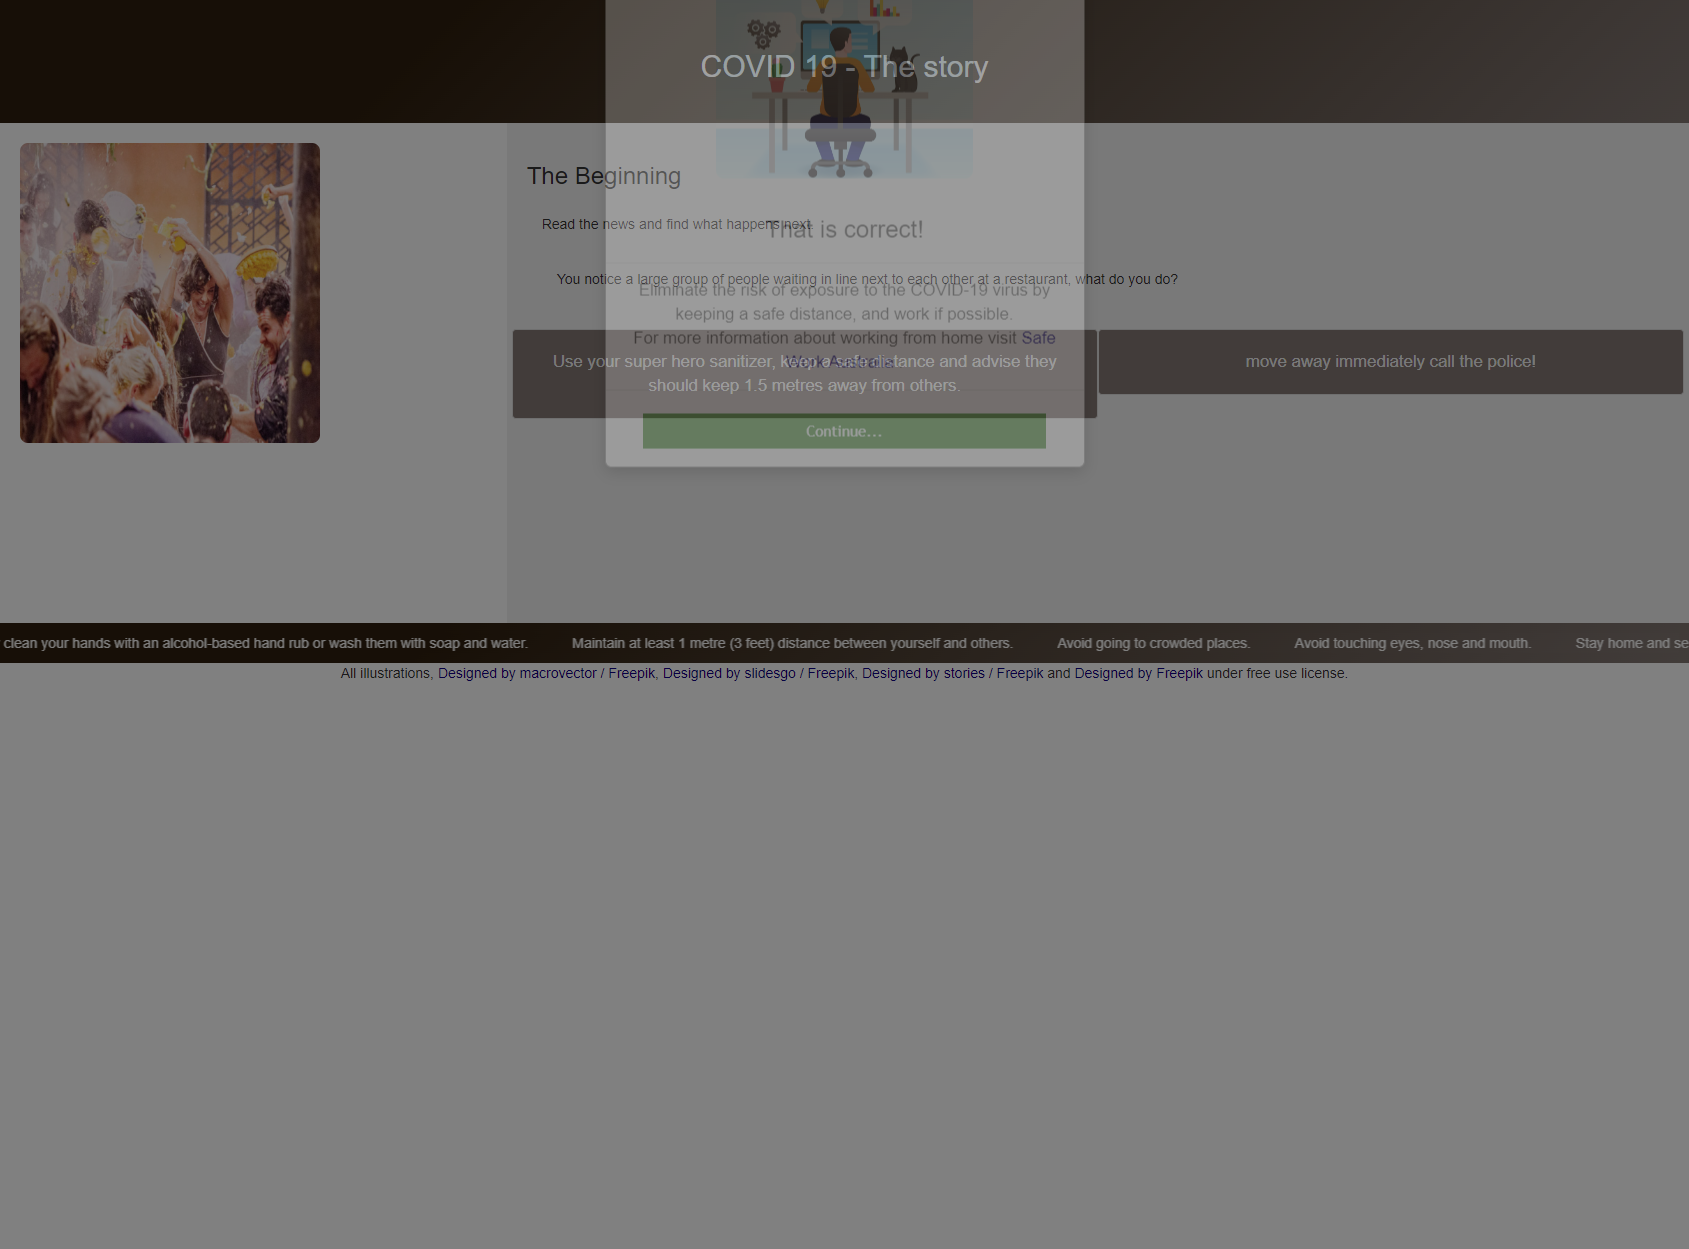 COVID 19 - The story
The Beginning
Read the news and find what happens next.
That is correct!
You notice a large group of people waiting in line next to each other at a restaurant, what do you do?
Eliminate the risk of exposure to the COVID-19 virus by
keeping a safe distance, and work if possible.
For more information about working from home visit Safe
Work Australia
Use your super hero sanitizer, keep a safe distance and advise they
should keep 1.5 metres away from others.
move away immediately call the police!
Continue...
clean your hands with an alcohol-based hand rub or wash them with soap and water. Maintain at least 1 metre (3 feet) distance between yourself and others. Avoid going to crowded places. Avoid touching eyes, nose and mouth. Stay home and se
All illustrations, Designed by macrovector / Freepik, Designed by slidesgo / Freepik, Designed by stories / Freepik and Designed by Freepik under free use license.